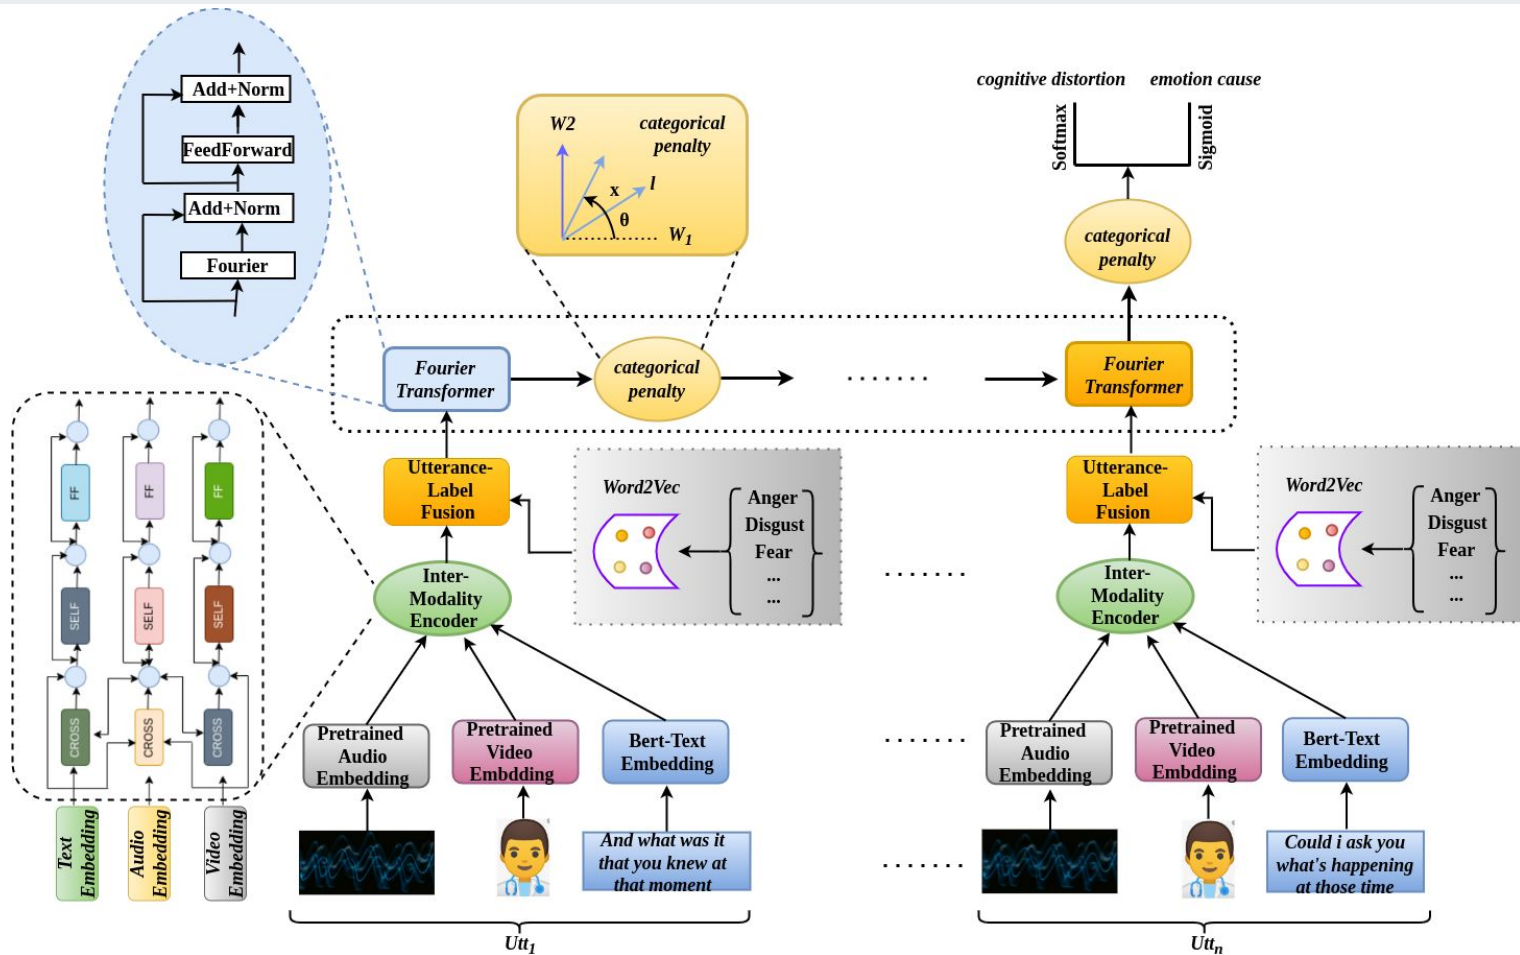 Add+Norm
FeedForward
Add+Norm
Fourier
W2
categorical
penalty
x
l
θ
W1
cognitive distortion
emotion cause
Softmax
Sigmoid
categorical
penalty
Fourier
Transformer
categorical
penalty
.......
Fourier
Transformer
FF
FF
FF
SELF
SELF
SELF
CROSS
CROSS
CROSS
Text
Embedding
Audio
Embedding
Video
Embedding
Utterance-
Label
Fusion
Word2Vec
Anger
Disgust
Fear
...
...
Inter-
Modality
Encoder
Pretrained
Audio
Embedding
Pretrained
Video
Embdding
Bert-Text
Embedding
And what was it
that you knew at
that moment
Utt1
.......
.......
.......
Utterance-
Label
Fusion
Word2Vec
Anger
Disgust
Fear
...
...
Inter-
Modality
Encoder
Pretrained
Audio
Embedding
Pretrained
Video
Embdding
Bert-Text
Embedding
Could i ask you
what's happening
at those time
Uttn